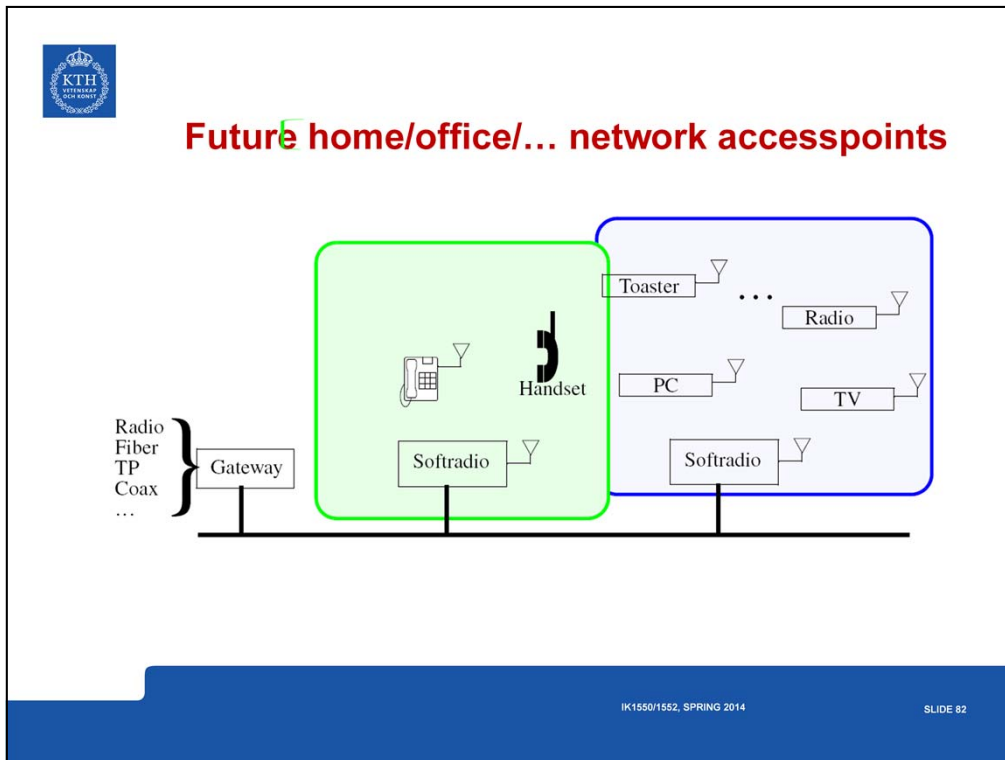 KTH
VETENSKAP
OCH KONST
Future home/office/… network accesspoints
Toaster
…
Radio
Handset
PC
TV
Radio
Fiber
TP
Coax
…
Gateway
Softradio
Softradio
IK1550/1552, SPRING 2014
SLIDE 82